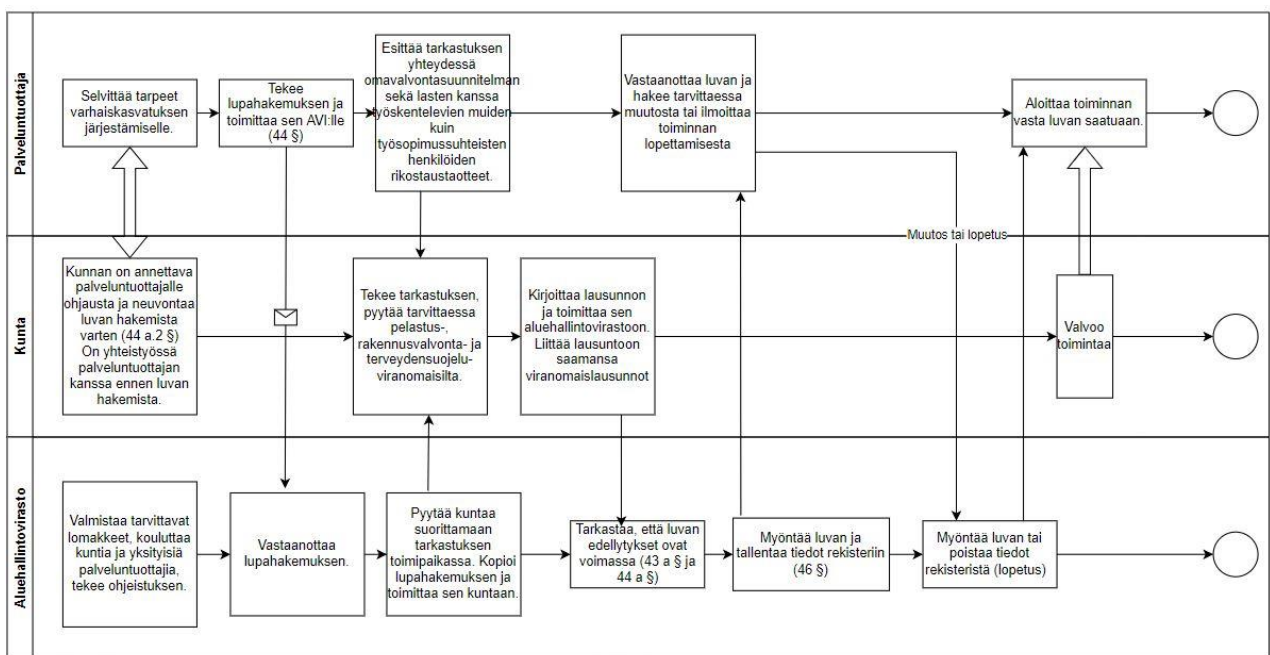 Palveluntuottaja
Selvittää tarpeet
varhaiskasvatuksen
järjestämiselle.
Tekee
lupahakemuksen ja
toimittaa sen AVI:lle
(44 §)
Esittää tarkastuksen
yhteydessä
omavalvontasuunnitelman
sekä lasten kanssa
työskentelevien muiden
kuin
työsopimussuhteisten
henkilöiden
rikostaustaotteet.
Vastaanottaa luvan ja
hakee tarvittaessa
muutosta tai ilmoittaa
toiminnan
lopettamisesta
Aloittaa toiminnan
vasta luvan saatuaan.
Muutos tai lopetus
Kunta
Kunnan on annettava
palveluntuottajalle
ohjausta ja neuvontaa
luvan hakemista
varten (44 a.2 §)
On yhteistyössä
palveluntuottajan
kanssa ennen luvan
hakemista.
Tekee tarkastuksen,
pyytää tarvittaessa
pelastus-,
rakennusvalvonta- ja
terveydensuojelu-
viranomaisilta.
Kirjoittaa lausunnon
ja toimittaa sen
aluehallintovirastoon.
Liittää lausuntoon
saamansa
viranomaislausunnot
Valvoo
toimintaa
Aluehallintovirasto
Valmistaa tarvittavat
lomakkeet, kouluttaa
kuntia ja yksityisiä
palveluntuottajia,
tekee ohjeistuksen.
Vastaanottaa
lupahakemuksen.
Pyytää kuntaa
suorittamaan
tarkastuksen
toimipaikassa. Kopioi
lupahakemuksen ja
toimittaa sen kuntaan.
Tarkastaa, että luvan
edellytykset ovat
voimassa (43 a § ja
44 a §)
Myöntää luvan ja
tallentaa tiedot rekisteriin
(46 §)
Myöntää luvan tai
poistaa tiedot
rekisteristä (lopetus)